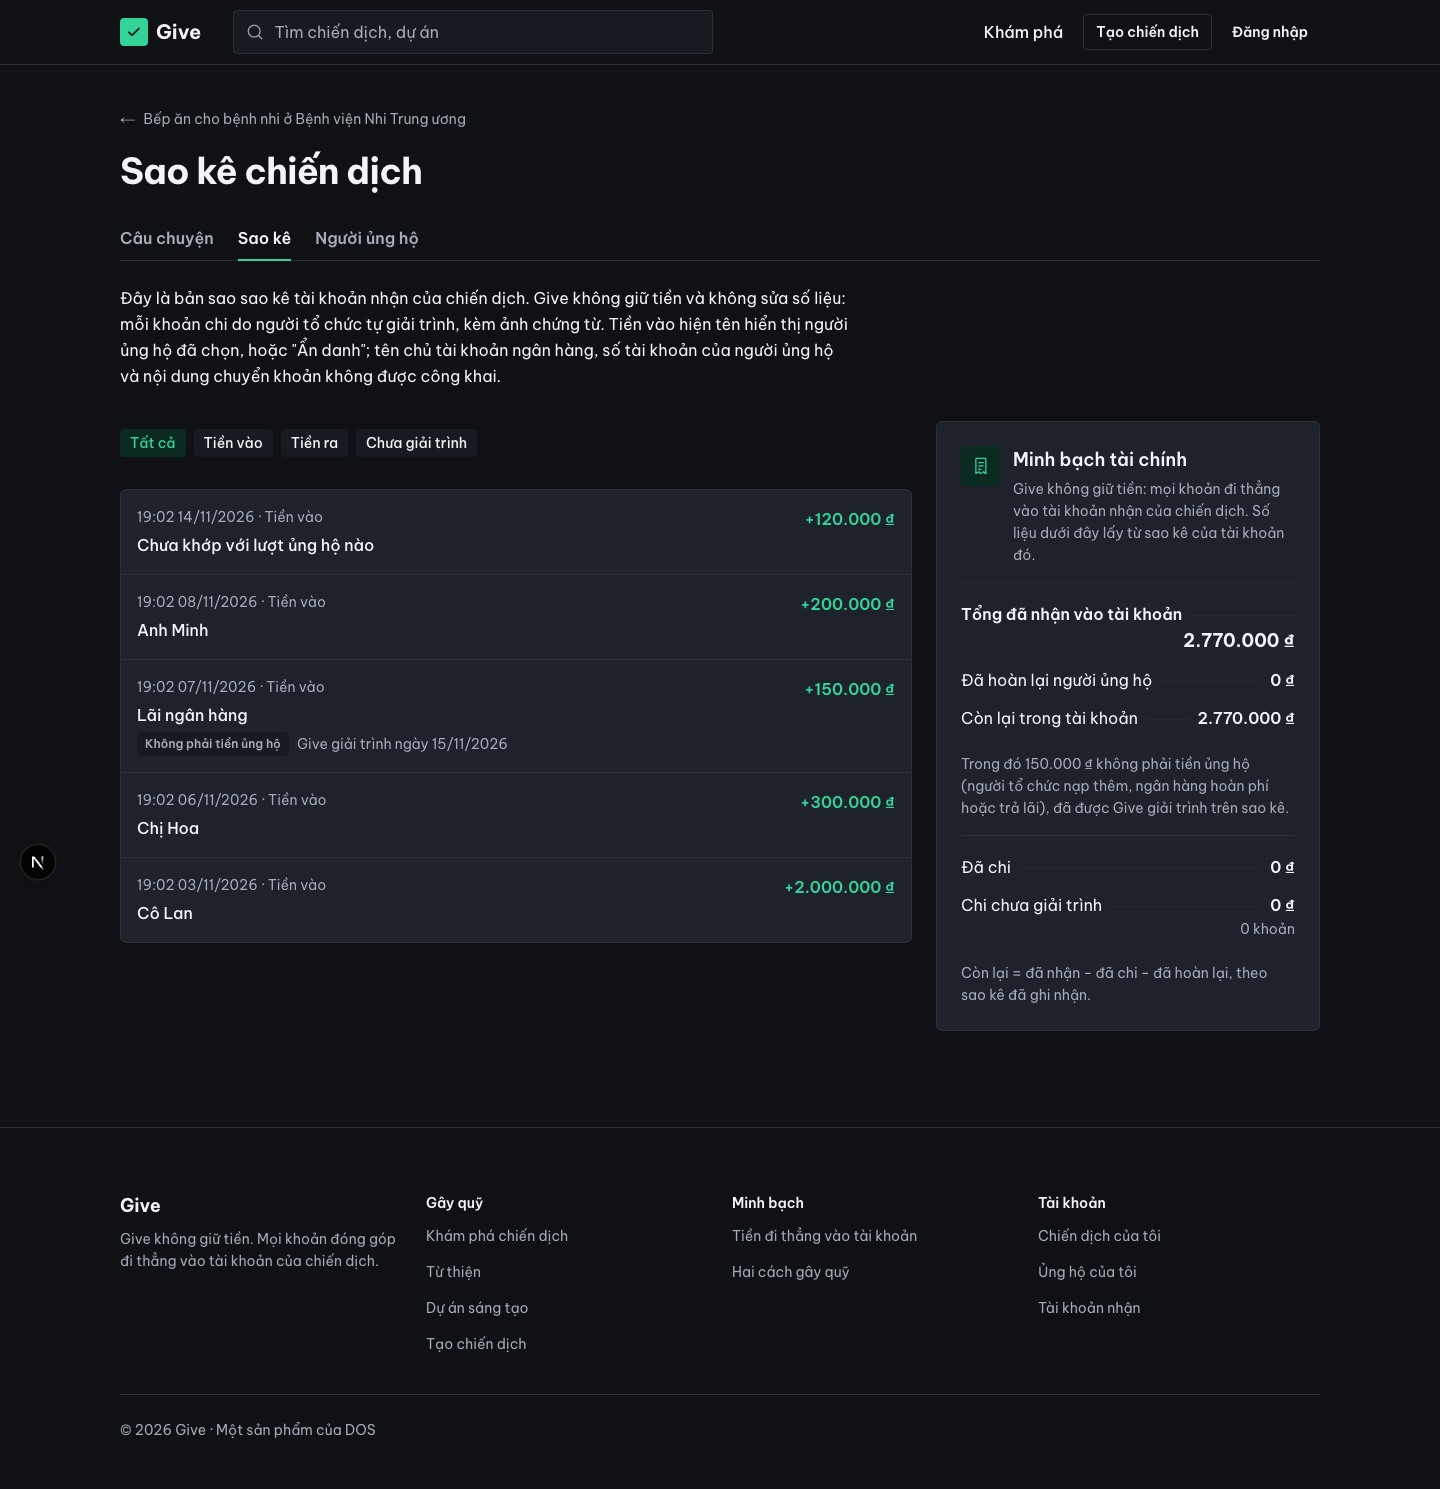 Give
Tìm chiến dịch, dự án
Khám phá
Tạo chiến dịch
Đăng nhập
← Bếp ăn cho bệnh nhi ở Bệnh viện Nhi Trung ương
Sao kê chiến dịch
Câu chuyện
Sao kê
Người ủng hộ
Đây là bản sao sao kê tài khoản nhận của chiến dịch. Give không giữ tiền và không sửa số liệu:
mỗi khoản chi do người tổ chức tự giải trình, kèm ảnh chứng từ. Tiền vào hiện tên hiển thị người
ủng hộ đã chọn, hoặc "Ẩn danh"; tên chủ tài khoản ngân hàng, số tài khoản của người ủng hộ
và nội dung chuyển khoản không được công khai.
Tất cả
Tiền vào
Tiền ra
Chưa giải trình
19:02 14/11/2026 · Tiền vào
+120.000 ₫
Chưa khớp với lượt ủng hộ nào
19:02 08/11/2026 · Tiền vào
+200.000 ₫
Anh Minh
19:02 07/11/2026 · Tiền vào
+150.000 ₫
Lãi ngân hàng
Không phải tiền ủng hộ
Give giải trình ngày 15/11/2026
19:02 06/11/2026 · Tiền vào
+300.000 ₫
Chị Hoa
19:02 03/11/2026 · Tiền vào
+2.000.000 ₫
Cô Lan
Minh bạch tài chính
Give không giữ tiền: mọi khoản đi thẳng
vào tài khoản nhận của chiến dịch. Số
liệu dưới đây lấy từ sao kê của tài khoản
đó.
Tổng đã nhận vào tài khoản
2.770.000 ₫
Đã hoàn lại người ủng hộ
0 ₫
Còn lại trong tài khoản
2.770.000 ₫
Trong đó 150.000 ₫ không phải tiền ủng hộ
(người tổ chức nạp thêm, ngân hàng hoàn phí
hoặc trả lãi), đã được Give giải trình trên sao kê.
Đã chi
0 ₫
Chi chưa giải trình
0 ₫
0 khoản
Còn lại = đã nhận - đã chi - đã hoàn lại, theo
sao kê đã ghi nhận.
N
Give
Give không giữ tiền. Mọi khoản đóng góp
đi thẳng vào tài khoản của chiến dịch.
Gây quỹ
Khám phá chiến dịch
Từ thiện
Dự án sáng tạo
Tạo chiến dịch
Minh bạch
Tiền đi thẳng vào tài khoản
Hai cách gây quỹ
Tài khoản
Chiến dịch của tôi
Ủng hộ của tôi
Tài khoản nhận
© 2026 Give · Một sản phẩm của DOS